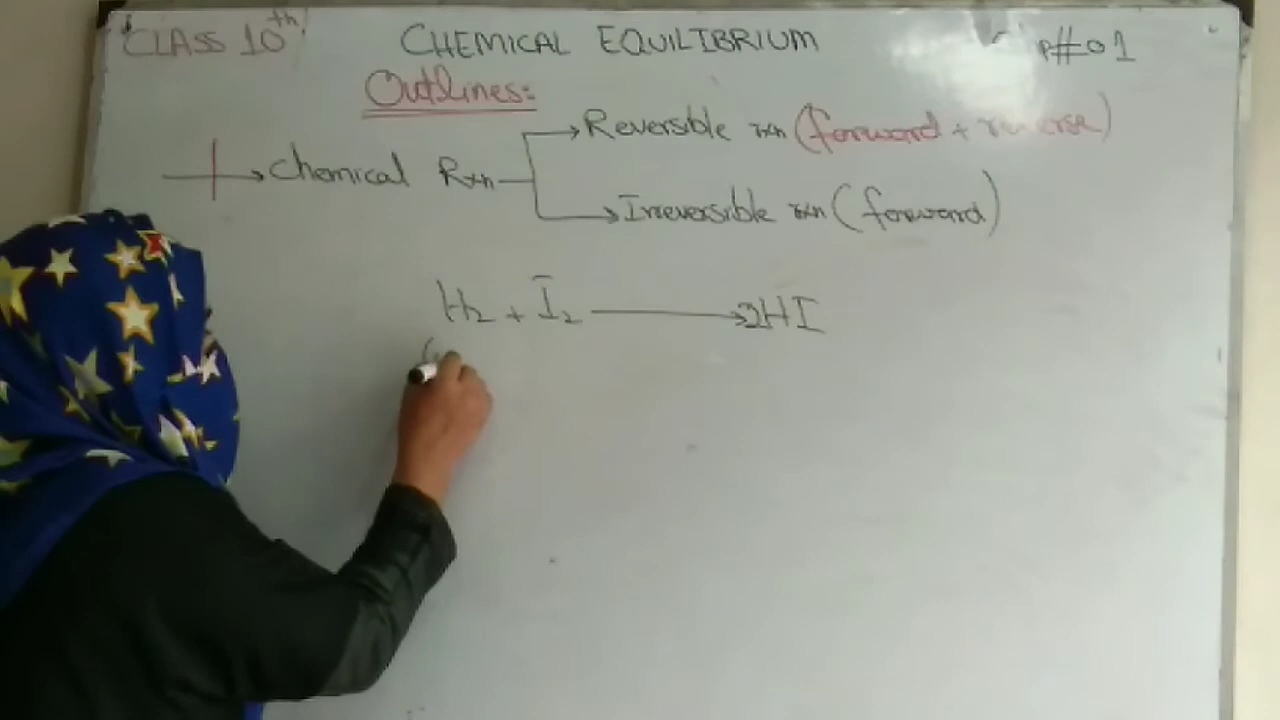 CLASS 10th CHEMICAL EQUILIBRIUM P#01
Outlines:
Reversible rxn (forward + reverse)
Chemical Rxn
Irreversible rxn (forward)
H₂ + I₂ → 2HI
(